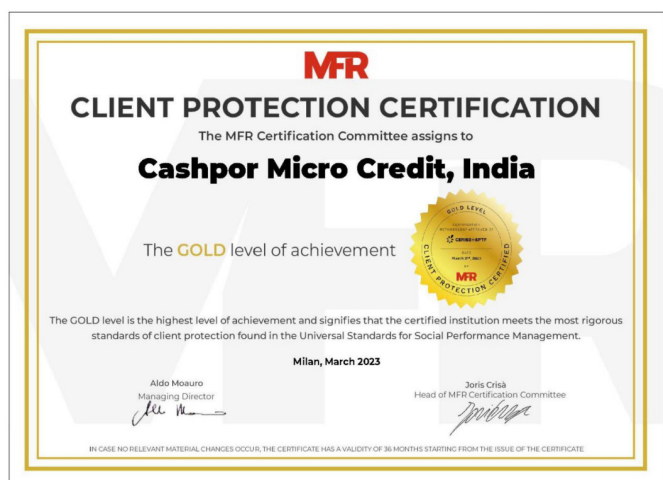 MFR
CLIENT PROTECTION CERTIFICATION
The MFR Certification Committee assigns to
Cashpor Micro Credit, India
The GOLD level of achievement
GOLD LEVEL
CERISE+SPTF
MFR
CLIENT PROTECTION CERTIFIED
The GOLD level is the highest level of achievement and signifies that the certified institution meets the most rigorous
standards of client protection found in the Universal Standards for Social Performance Management.
Milan, March 2023
Aldo Moauro
Managing Director
Joris Crisà
Head of MFR Certification Committee
IN CASE NO RELEVANT MATERIAL CHANGES OCCUR, THE CERTIFICATE HAS A VALIDITY OF 36 MONTHS STARTING FROM THE ISSUE OF THE CERTIFICATE